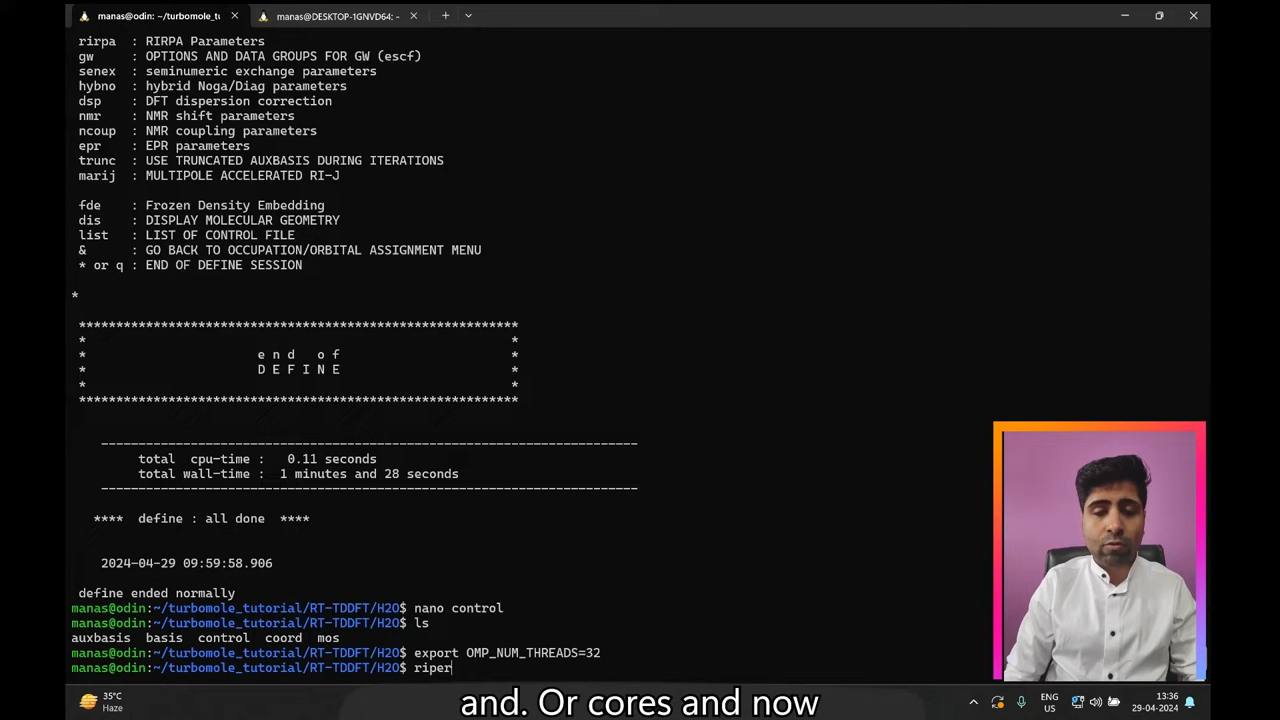 manas@odin: ~/turbomole_tu
manas@DESKTOP-1GNVD64: ~
rirpa : RIRPA Parameters
gw : OPTIONS AND DATA GROUPS FOR GW (escf)
senex : seminumeric exchange parameters
hybno : hybrid Noga/Diag parameters
dsp : DFT dispersion correction
nmr : NMR shift parameters
ncoup : NMR coupling parameters
epr : EPR parameters
trunc : USE TRUNCATED AUXBASIS DURING ITERATIONS
marij : MULTIPOLE ACCELERATED RI-J
fde : Frozen Density Embedding
dis : DISPLAY MOLECULAR GEOMETRY
list : LIST OF CONTROL FILE
& : GO BACK TO OCCUPATION/ORBITAL ASSIGNMENT MENU
* or q : END OF DEFINE SESSION
*
***********************************************************
* *
* e n d o f *
* D E F I N E *
* *
***********************************************************
------------------------------------------------------------------------
total cpu-time : 0.11 seconds
total wall-time : 1 minutes and 28 seconds
------------------------------------------------------------------------
**** define : all done ****
2024-04-29 09:59:58.906
define ended normally
manas@odin:~/turbomole_tutorial/RT-TDDFT/H2O$ nano control
manas@odin:~/turbomole_tutorial/RT-TDDFT/H2O$ ls
auxbasis basis control coord mos
manas@odin:~/turbomole_tutorial/RT-TDDFT/H2O$ export OMP_NUM_THREADS=32
manas@odin:~/turbomole_tutorial/RT-TDDFT/H2O$ riper
35°C
Haze
ENG
US
13:36
29-04-2024
and. Or cores and now